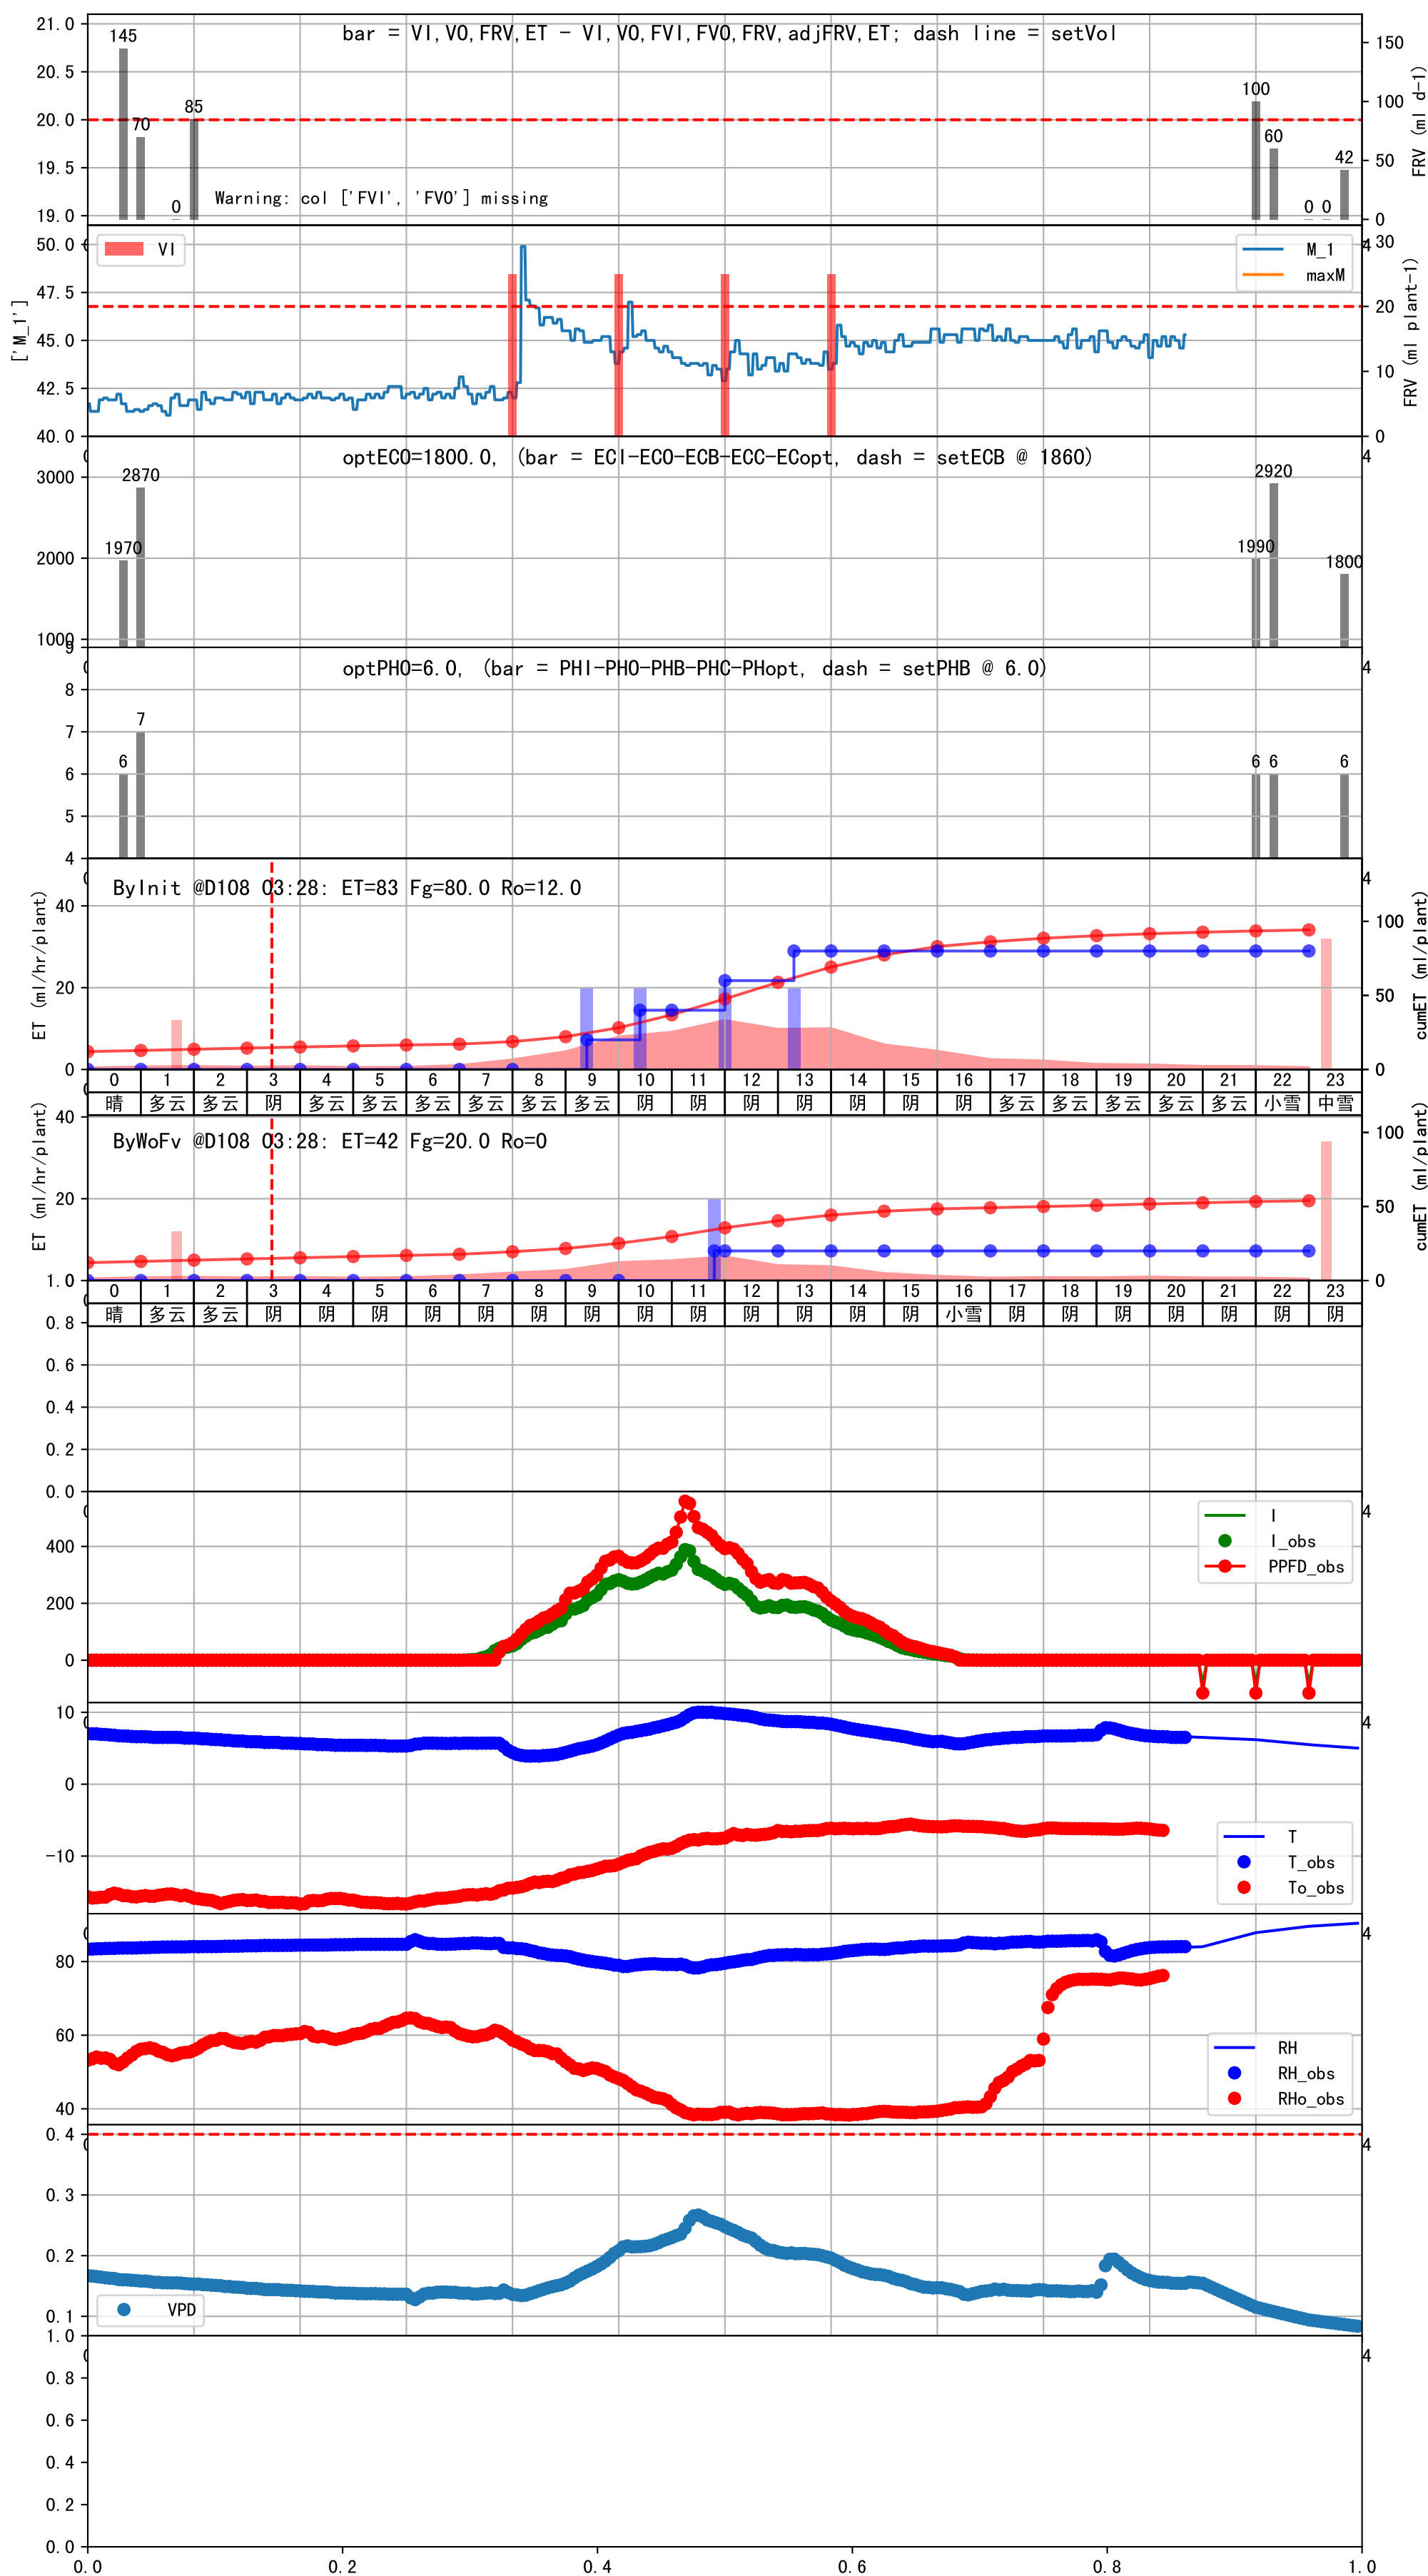 bar = VI,VO,FRV,ET - VI,VO,FVI,FVO,FRV,adjFRV,ET; dash line = setVol
21.0
20.5
20.0
19.5
19.0
145
70
0
85
100
60
0 0
42
Warning: col ['FVI', 'FVO'] missing
150
100
50
0
FRV (ml d-1)
['M_1']
50.0
47.5
45.0
42.5
40.0
VI
M_1
maxM
4
30
20
10
0
FRV (ml plant-1)
optECO=1800.0, (bar = ECI-ECO-ECB-ECC-ECopt, dash = setECB @ 1860)
3000
2000
1000
1970
2870
1990
2920
1800
4
optPHO=6.0, (bar = PHI-PHO-PHB-PHC-PHopt, dash = setPHB @ 6.0)
9
8
7
6
5
4
6
7
6 6
6
4
ByInit @D108 03:28: ET=83 Fg=80.0 Ro=12.0
ET (ml/hr/plant)
40
20
0
4
100
50
0
cumET (ml/plant)
0 1 2 3 4 5 6 7 8 9 10 11 12 13 14 15 16 17 18 19 20 21 22 23
晴 多云 多云 阴 多云 多云 多云 多云 多云 多云 阴 阴 阴 阴 阴 阴 阴 多云 多云 多云 多云 多云 小雪 中雪
ByWoFv @D108 03:28: ET=42 Fg=20.0 Ro=0
ET (ml/hr/plant)
40
20
1.0
100
50
0
cumET (ml/plant)
0 1 2 3 4 5 6 7 8 9 10 11 12 13 14 15 16 17 18 19 20 21 22 23
晴 多云 多云 阴 阴 阴 阴 阴 阴 阴 阴 阴 阴 阴 阴 阴 小雪 阴 阴 阴 阴 阴 阴 阴
0.8
0.6
0.4
0.2
0.0
400
200
0
I
I_obs
PPFD_obs
4
10
0
-10
T
T_obs
To_obs
4
80
60
40
RH
RH_obs
RHo_obs
4
0.4
0.3
0.2
0.1
VPD
4
1.0
0.8
0.6
0.4
0.2
0.0
4
0.0 0.2 0.4 0.6 0.8 1.0